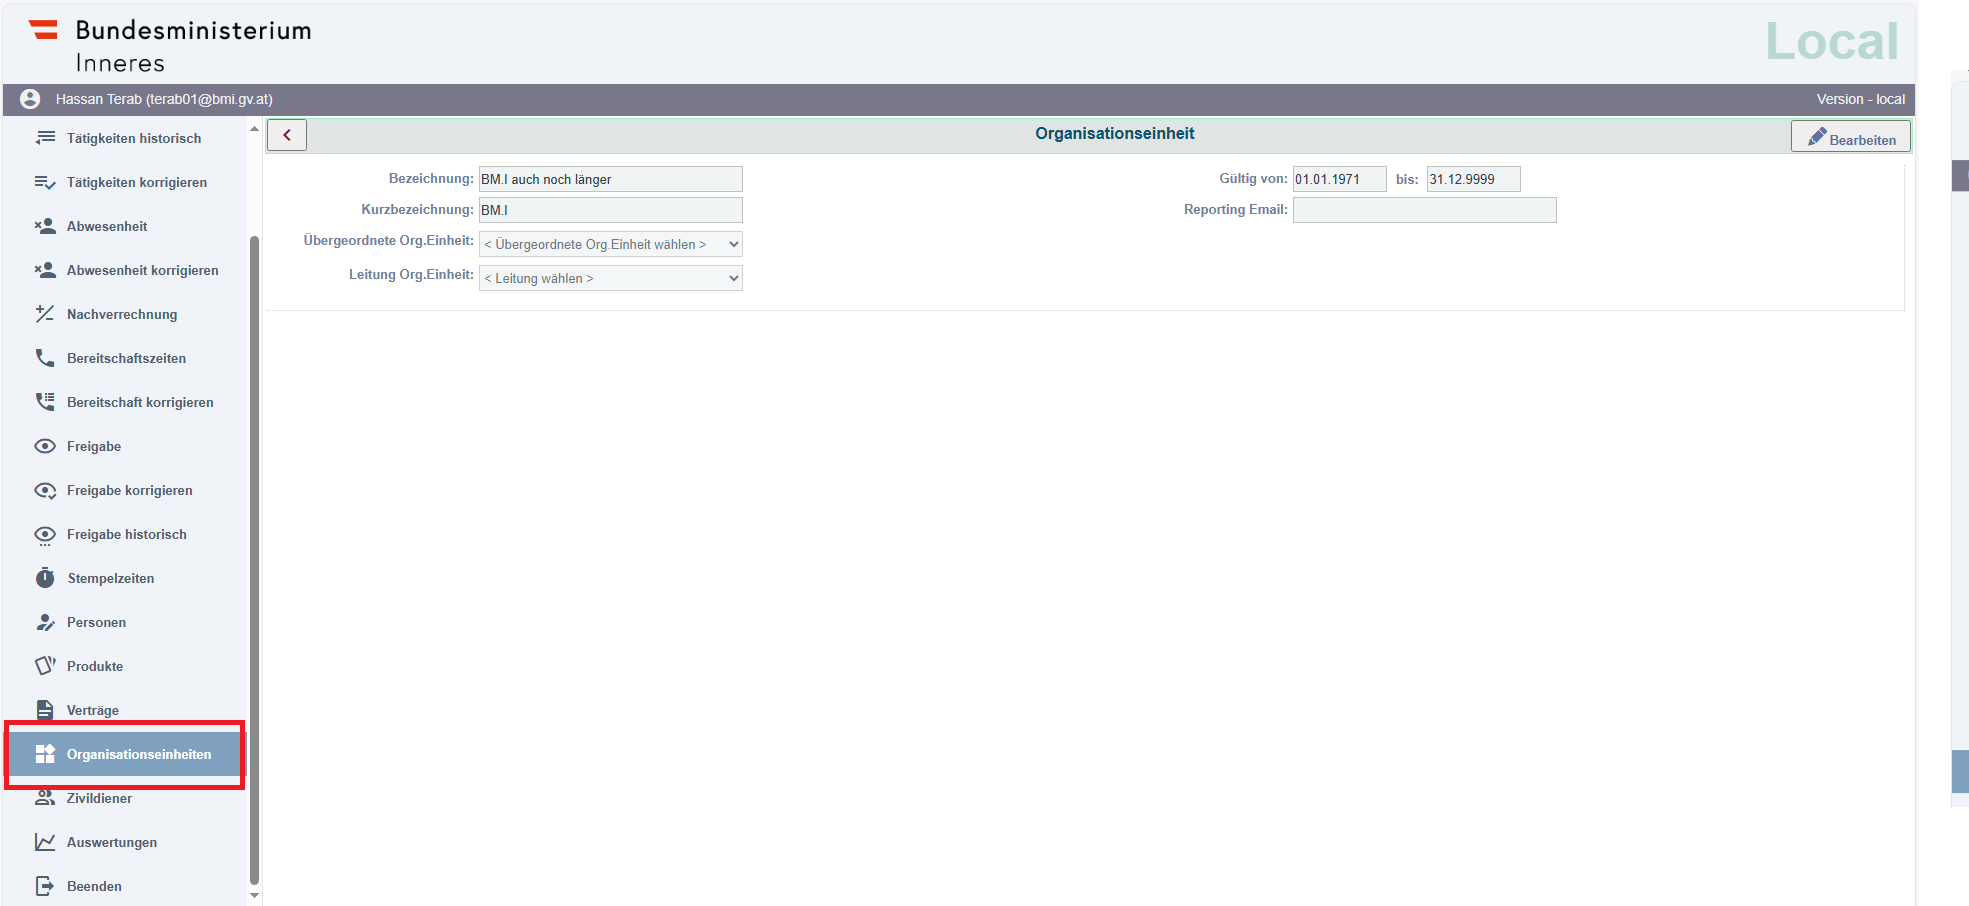 Bundesministerium
Inneres
Local
Hassan Terab (terab01@bmi.gv.at)
Version - local
Tätigkeiten historisch
Tätigkeiten korrigieren
Abwesenheit
Abwesenheit korrigieren
Nachverrechnung
Bereitschaftszeiten
Bereitschaft korrigieren
Freigabe
Freigabe korrigieren
Freigabe historisch
Stempelzeiten
Personen
Produkte
Verträge
Organisationseinheiten
Zivildiener
Auswertungen
Beenden
Organisationseinheit
Bearbeiten
Bezeichnung: BM.I auch noch länger
Kurzbezeichnung: BM.I
Übergeordnete Org.Einheit: < Übergeordnete Org.Einheit wählen >
Leitung Org.Einheit: < Leitung wählen >
Gültig von: 01.01.1971 bis: 31.12.9999
Reporting Email: